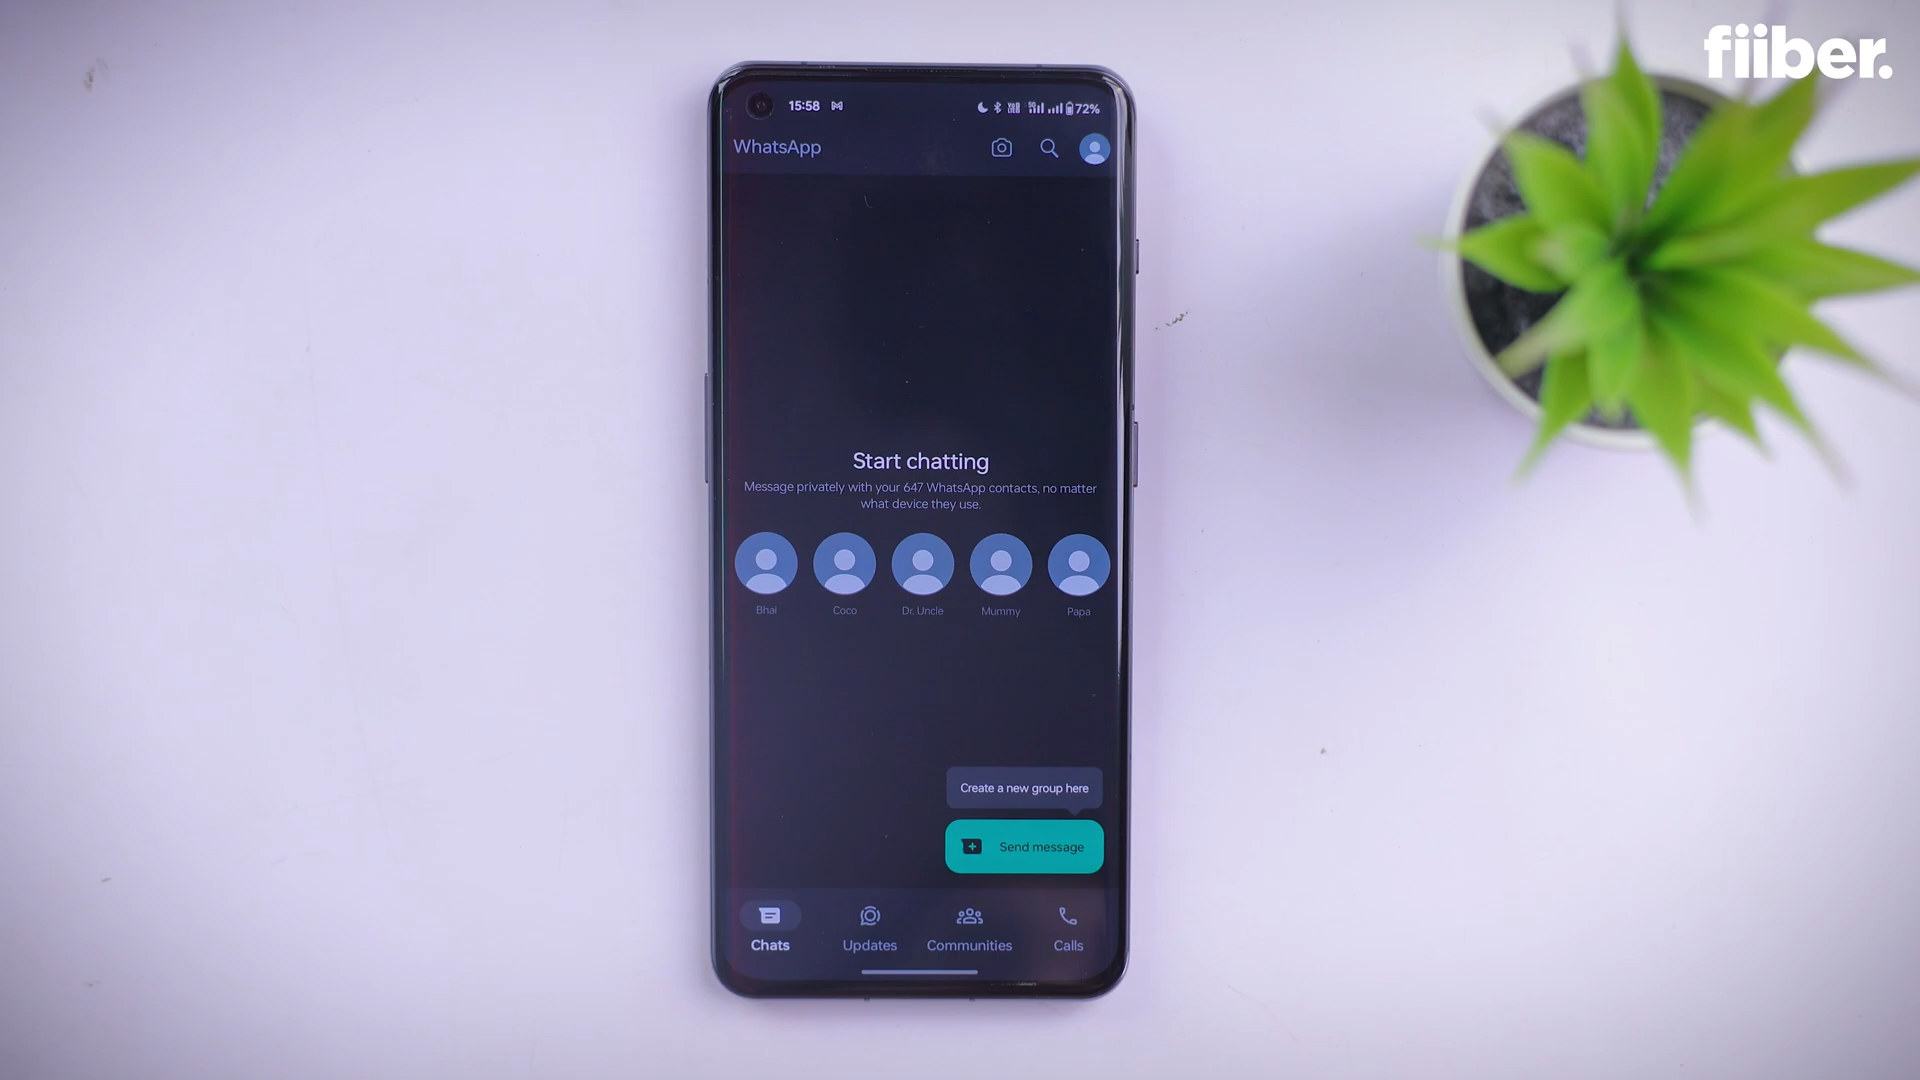 fiiber.
15:58
72%
WhatsApp
Start chatting
Message privately with your 647 WhatsApp contacts, no matter
what device they use.
Bhai
Coco
Dr. Uncle
Mummy
Papa
Create a new group here
Send message
Chats
Updates
Communities
Calls